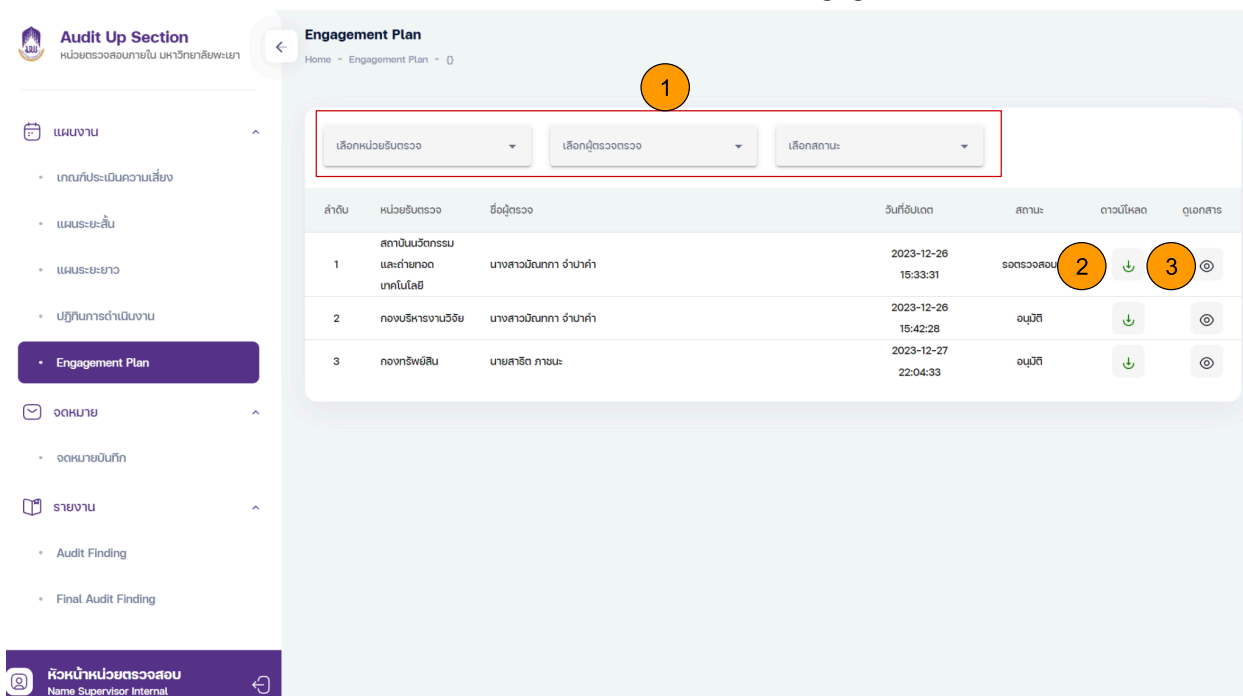 Audit Up Section
หน่วยตรวจสอบภายใน มหาวิทาลัยพะเยา
แผนงาน
เกณฑ์ประเมินความเสี่ยง
แผนระยะสั้น
แผนระยะยาว
ปฏิทินการดำเนินงาน
Engagement Plan
จดหมาย
จดหมายบันทึก
รายงาน
Audit Finding
Final Audit Finding
หัวหน้าหน่วยตรวจสอบ
Name Supervisor Internal
Engagement Plan
Home - Engagement Plan - {}
1
เลือกหน่วยรับตรวจ เลือกผู้ตรวจตรวจ เลือกสถานะ
ลำดับ หน่วยรับตรวจ ชื่อผู้ตรวจ วันที่อัปเดต สถานะ ดาวน์โหลด ดูเอกสาร
สถาบันนวัตกรรม
และถ่ายทอด
เทคโนโลยี
1 นางสาวมัณฑกา จำปาคำ 2023-12-26
15:33:31
รอตรวจสอบ 2 3
2 กองบริหารงานวิจัย นางสาวมัณฑกา จำปาคำ 2023-12-26
15:42:28
อนุมัติ
3 กองทรัพย์สิน นายสาธิต ภาชนะ 2023-12-27
22:04:33
อนุมัติ